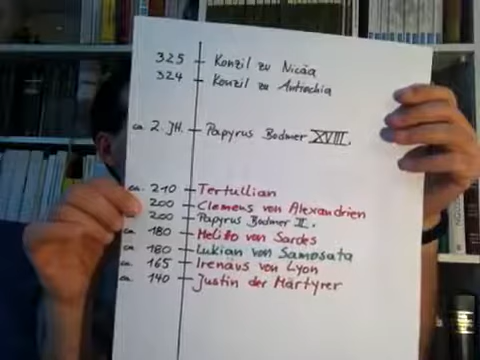 325 Konzil zu Nicäa
324 Konzil zu Antiochia
ca. 2. JH. Papyrus Bodmer XVIII.
ca. 210 Tertullian
200 Clemens von Alexandrien
200 Papyrus Bodmer II.
ca. 180 Melito von Sardes
ca. 180 Lukian von Samosata
ca. 165 Irenäus von Lyon
ca. 140 Justin der Märtyrer